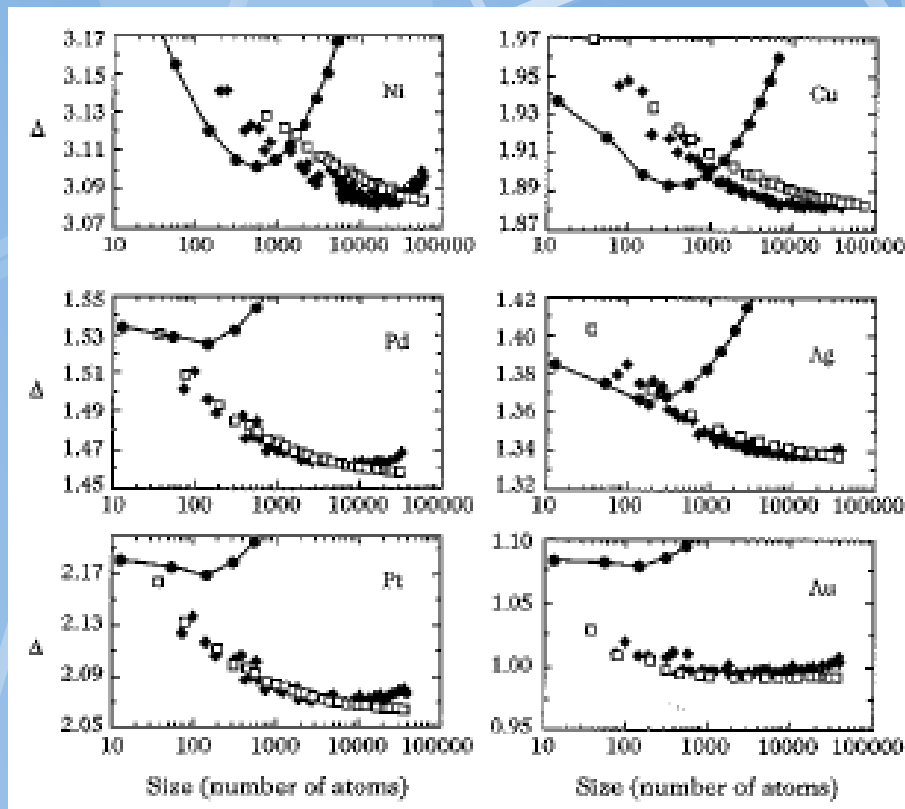 3.17
3.15
3.13
Δ
3.11
3.09
3.07
Ni
10 100 1000 10000 100000
1.97
1.95
1.93
1.91
1.89
1.87
Cu
10 100 1000 10000 100000
1.55
1.53
1.51
Δ
1.49
1.47
1.45
Pd
10 100 1000 10000 100000
1.42
1.40
1.38
1.36
1.34
1.32
Ag
10 100 1000 10000 100000
2.17
2.13
Δ
2.09
2.05
Pt
10 100 1000 10000 100000
Size (number of atoms)
1.10
1.05
1.00
0.95
Au
10 100 1000 10000 100000
Size (number of atoms)